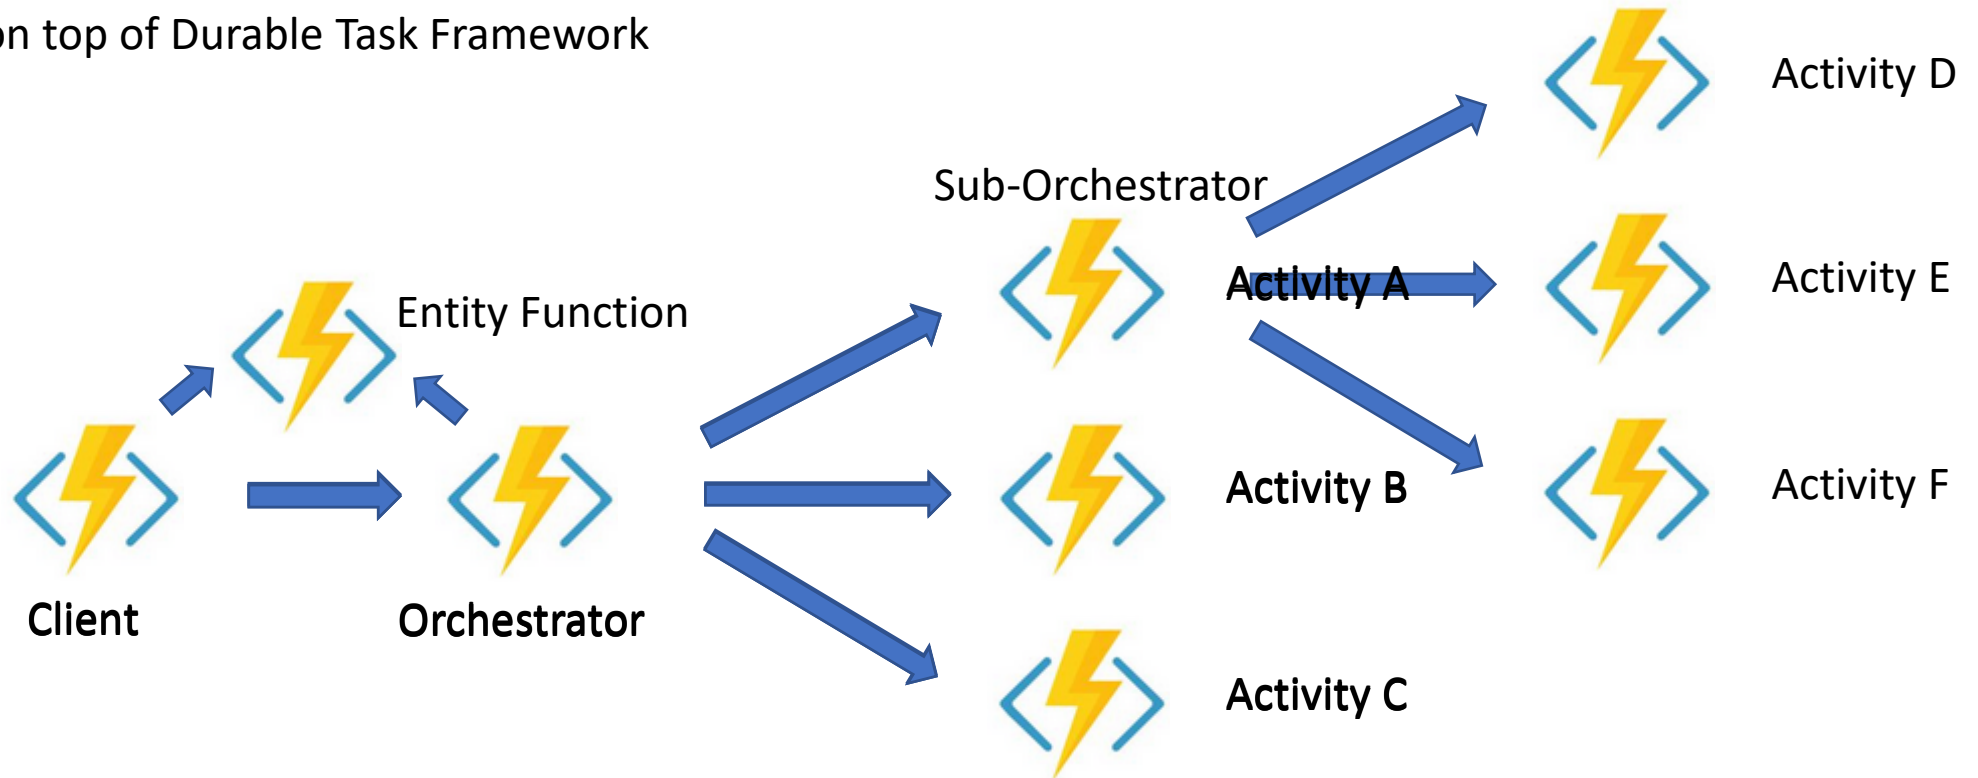 on top of Durable Task Framework
Activity D
Sub-Orchestrator
Activity A
Activity E
Entity Function
Activity B
Activity F
Client
Orchestrator
Activity C